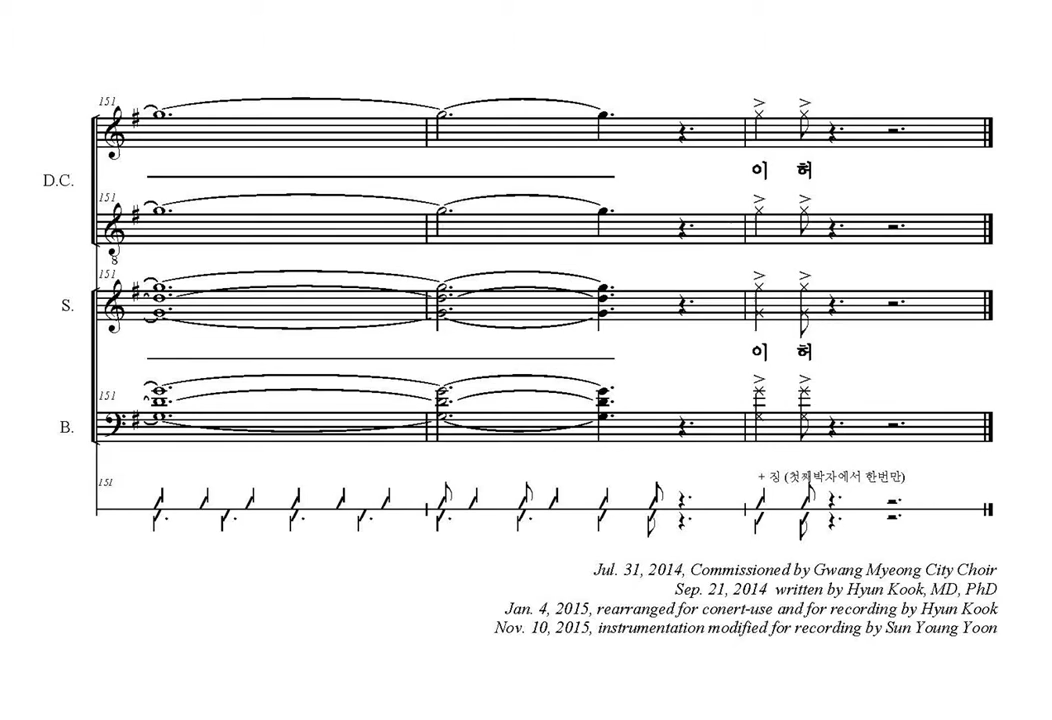 151
D.C.
이 허
151
8
151
S.
이 허
151
B.
151
+ 징 (첫째박자에서 한번만)
Jul. 31, 2014, Commissioned by Gwang Myeong City Choir
Sep. 21, 2014 written by Hyun Kook, MD, PhD
Jan. 4, 2015, rearranged for conert-use and for recording by Hyun Kook
Nov. 10, 2015, instrumentation modified for recording by Sun Young Yoon